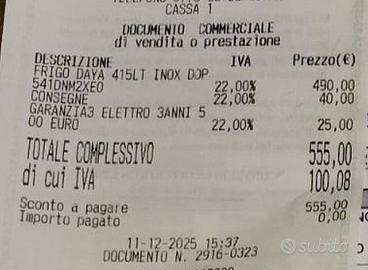 CASSA 1
DOCUMENTO COMMERCIALE
di vendita o prestazione
DESCRIZIONE IVA Prezzo(€)
FRIGO DAYA 415LT INOX DOP
541DNM2XE0 22,00% 490,00
CONSEGNE 22,00% 40,00
GARANZIA3 ELETTRO 3ANNI 5
00 EURO 22,00% 25,00
TOTALE COMPLESSIVO 555,00
di cui IVA 100,08
Sconto a pagare 555,00
Importo pagato 0,00
11-12-2025 15:37
DOCUMENTO N. 2916-0323
subito